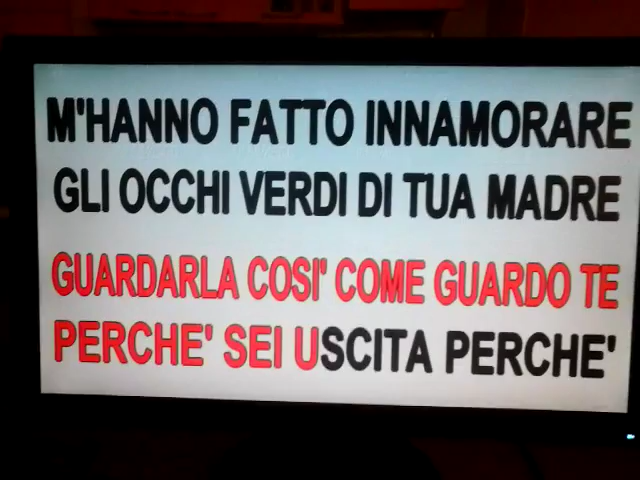 M'HANNO FATTO INNAMORARE
GLI OCCHI VERDI DI TUA MADRE
GUARDARLA COSI' COME GUARDO TE
PERCHE' SEI USCITA PERCHE'